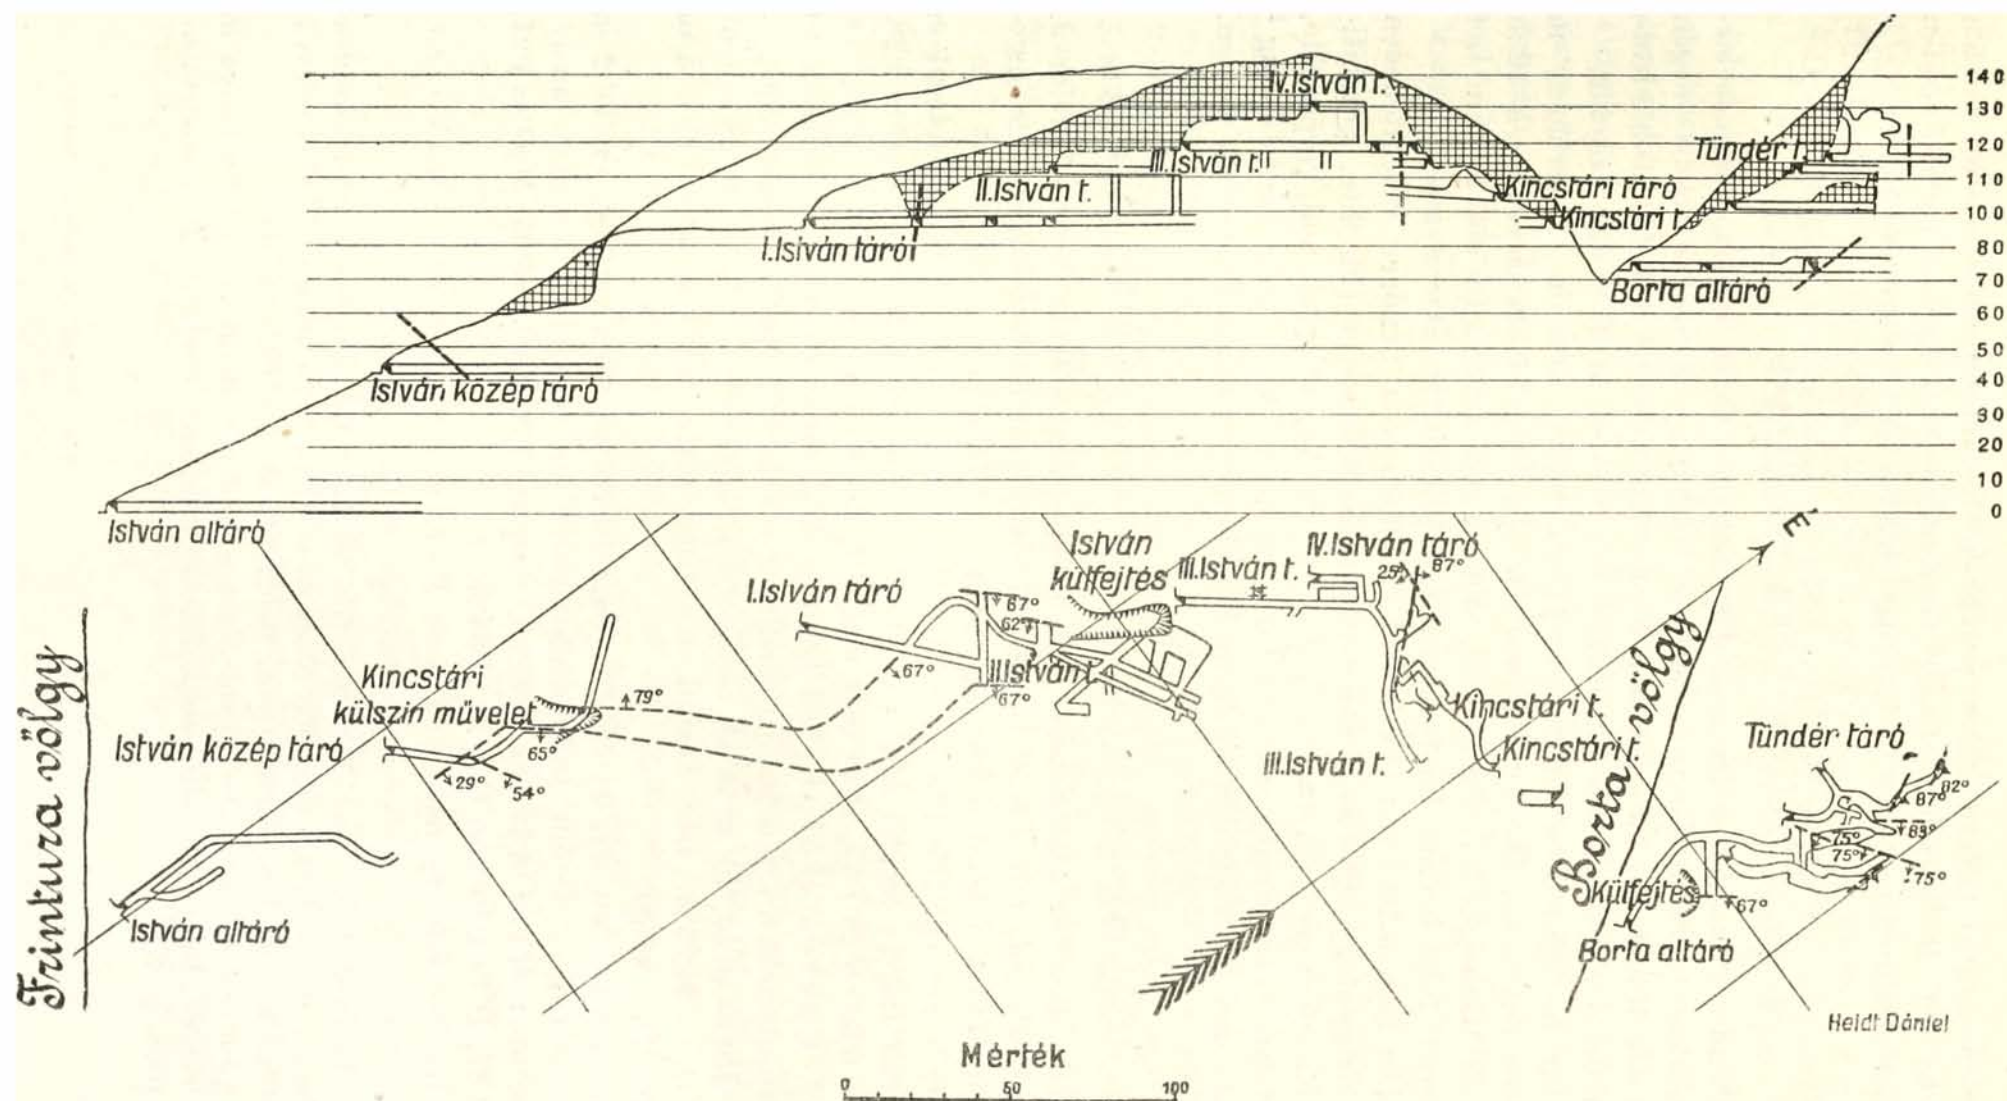 140
130
120
110
100
80
70
60
50
40
30
20
10
0
IV.István t.
III.István t.
II.István t.
I.István táró
Tündér t.
Kincstári táró
Kincstári t.
Borta altáró
István közép táró
István altáró
É
István
külfejtés
III.István t.
IV.István táró
25°
87°
I.István táró
67°
62°
67°
II.István t.
67°
Kincstári
külszín művelet
79°
65°
István közép táró
29°
54°
Kincstári t.
Kincstári t.
III.István t.
Frintura völgy
Borta völgy
Tündér táró
82°
87°
83°
75°
75°
75°
Külfejtés
67°
Borta altáró
István altáró
Heidt Dániel
Mérték
0 50 100